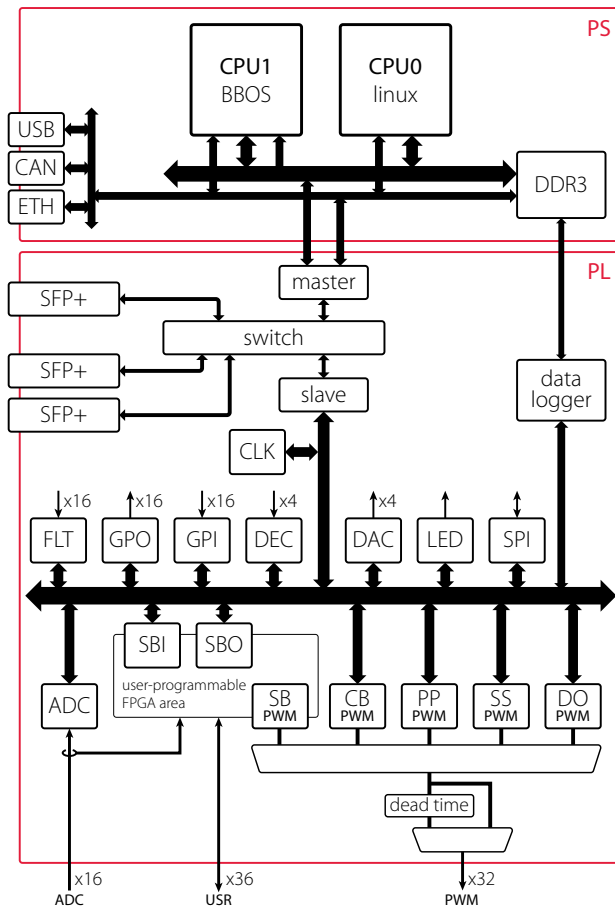 PS
CPU1
BBOS
CPU0
linux
USB
CAN
ETH
DDR3
PL
master
SFP+
switch
SFP+
slave
SFP+
data
logger
CLK
x16
x16
x16
x4
x4
FLT
GPO
GPI
DEC
DAC
LED
SPI
SBI
SBO
user-programmable
FPGA area
ADC
SB
PWM
CB
PWM
PP
PWM
SS
PWM
DO
PWM
dead time
x16
x36
x32
ADC
USR
PWM